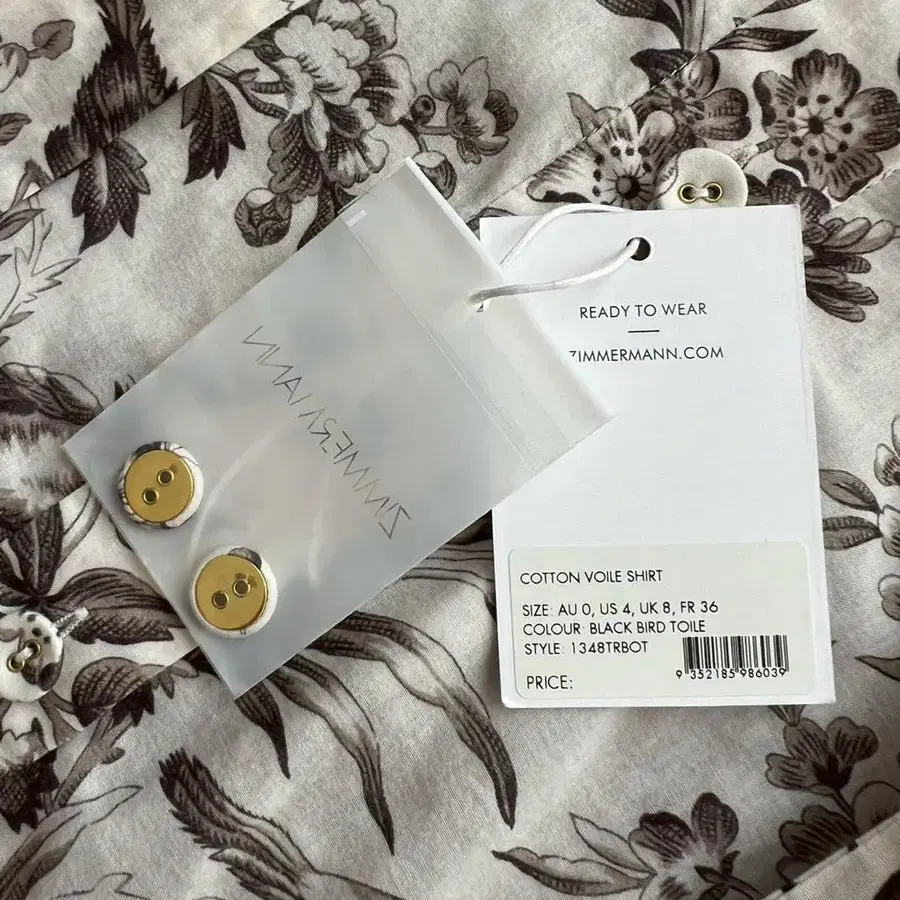 ZIMMERMANN
READY TO WEAR
ZIMMERMANN.COM
COTTON VOILE SHIRT
SIZE: AU 0, US 4, UK 8, FR 36
COLOUR: BLACK BIRD TOILE
STYLE: 1348TRBOT
PRICE:
9 352185 986039